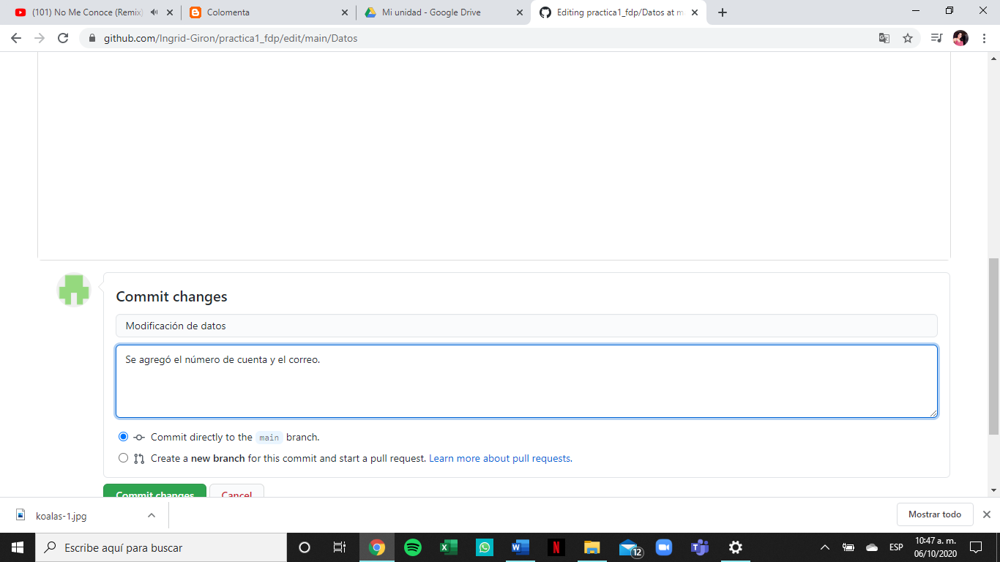 (101) No Me Conoce (Remix)
Colomenta
Mi unidad - Google Drive
Editing practica1_fdp/Datos at m
github.com/Ingrid-Giron/practica1_fdp/edit/main/Datos
Commit changes
Modificación de datos
Se agregó el número de cuenta y el correo.
Commit directly to the main branch.
Create a new branch for this commit and start a pull request. Learn more about pull requests.
Commit changes
Cancel
koalas-1.jpg
Mostrar todo
Escribe aquí para buscar
12
ESP
10:47 a. m.
06/10/2020